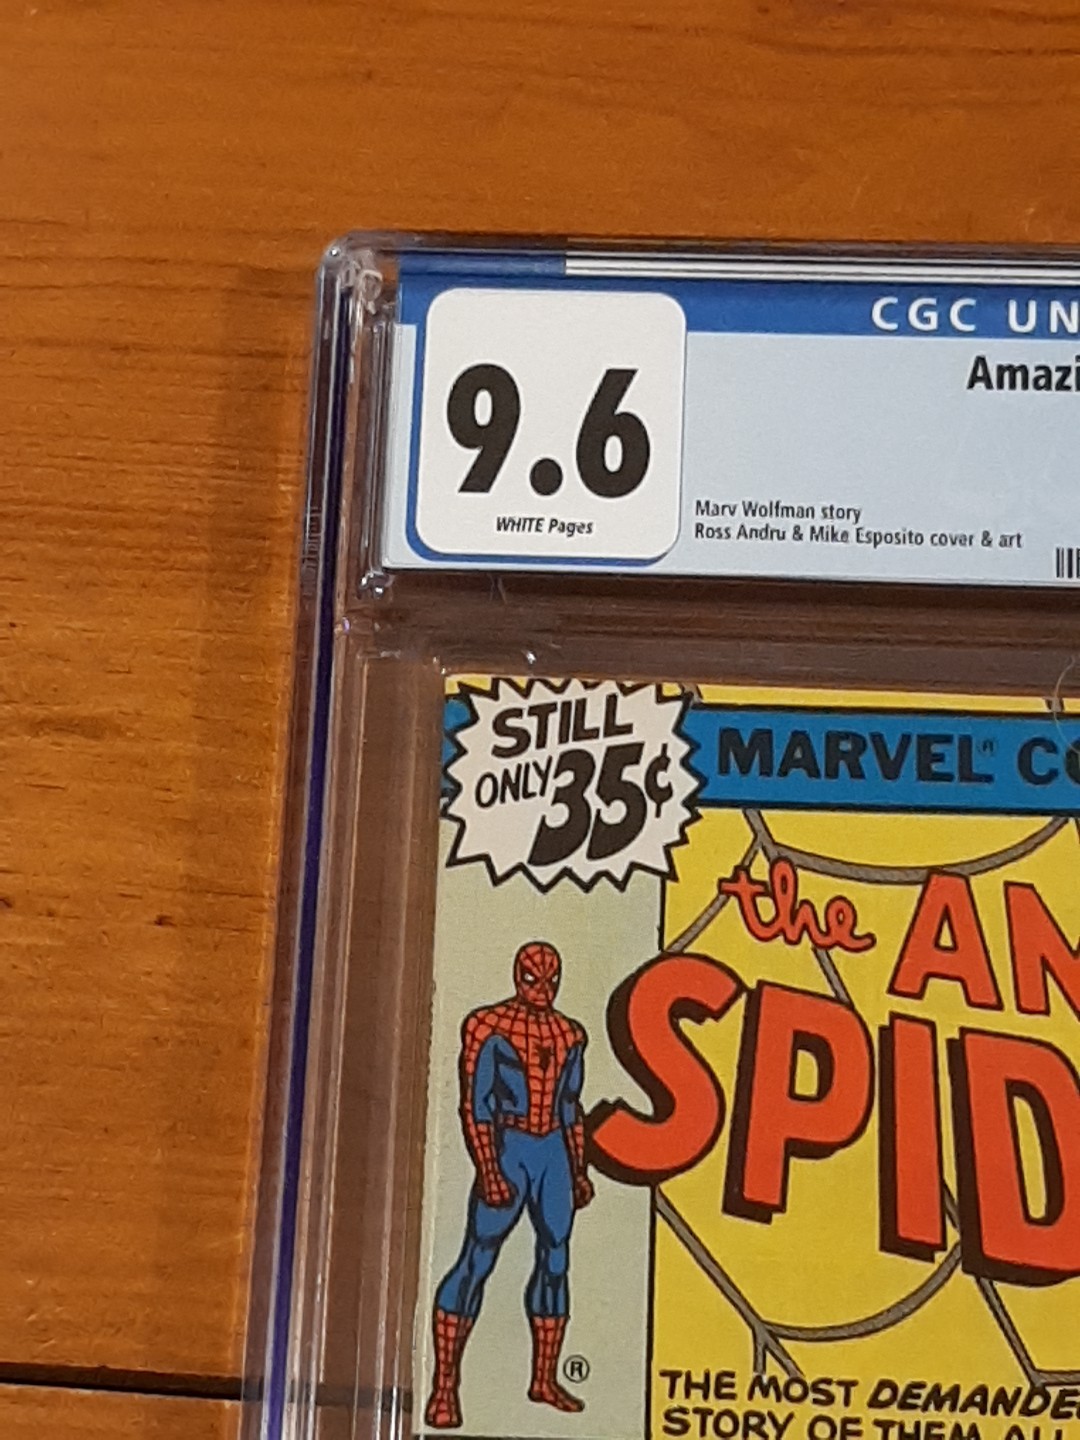 CGC UN
Amazi
9.6
WHITE Pages
Marv Wolfman story
Ross Andru & Mike Esposito cover & art
STILL
ONLY 35¢
MARVEL® CO
the AM
SPID
®
THE MOST DEMANDE
STORY OF THEM ALL